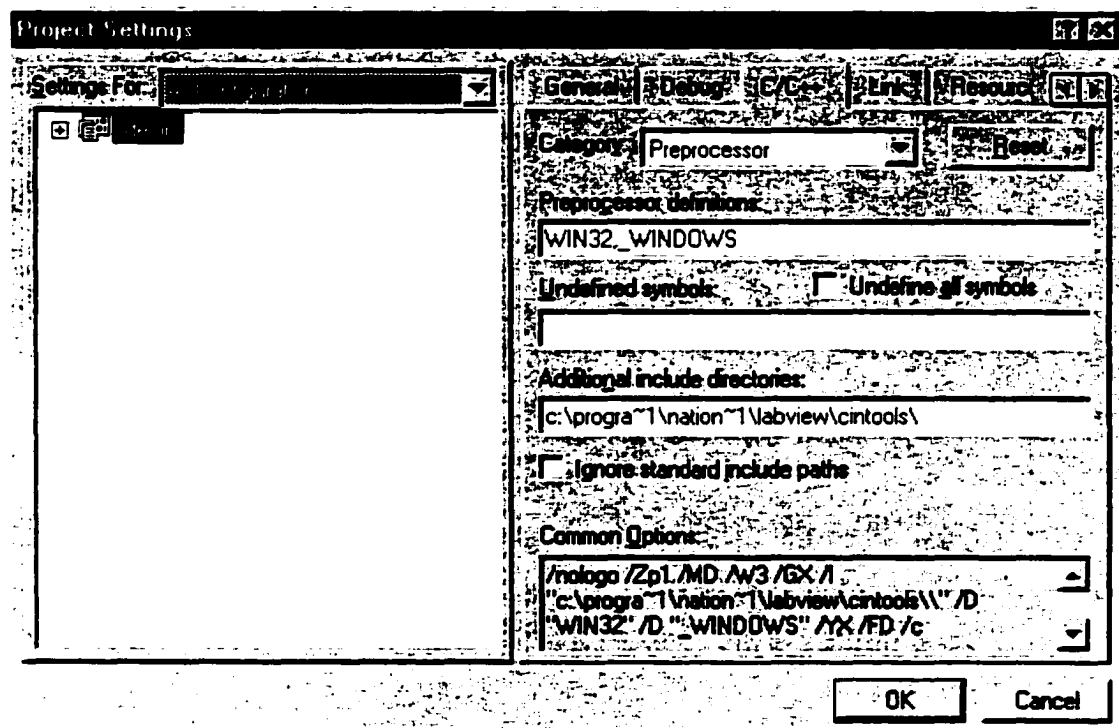 Project Settings
Settings For:
General Debug C/C++ Link Resourc
Category: Preprocessor Reset
Preprocessor definitions:
WIN32,_WINDOWS
Undefined symbols: Undefine all symbols
Additional include directories:
c:\progra~1\nation~1\labview\cintools\
Ignore standard include paths
Common Options:
/nologo /Zp1 /MD /W3 /GX /I
"c:\progra~1\nation~1\labview\cintools\\" /D
"WIN32" /D "_WINDOWS" /YX /FD /c
OK Cancel